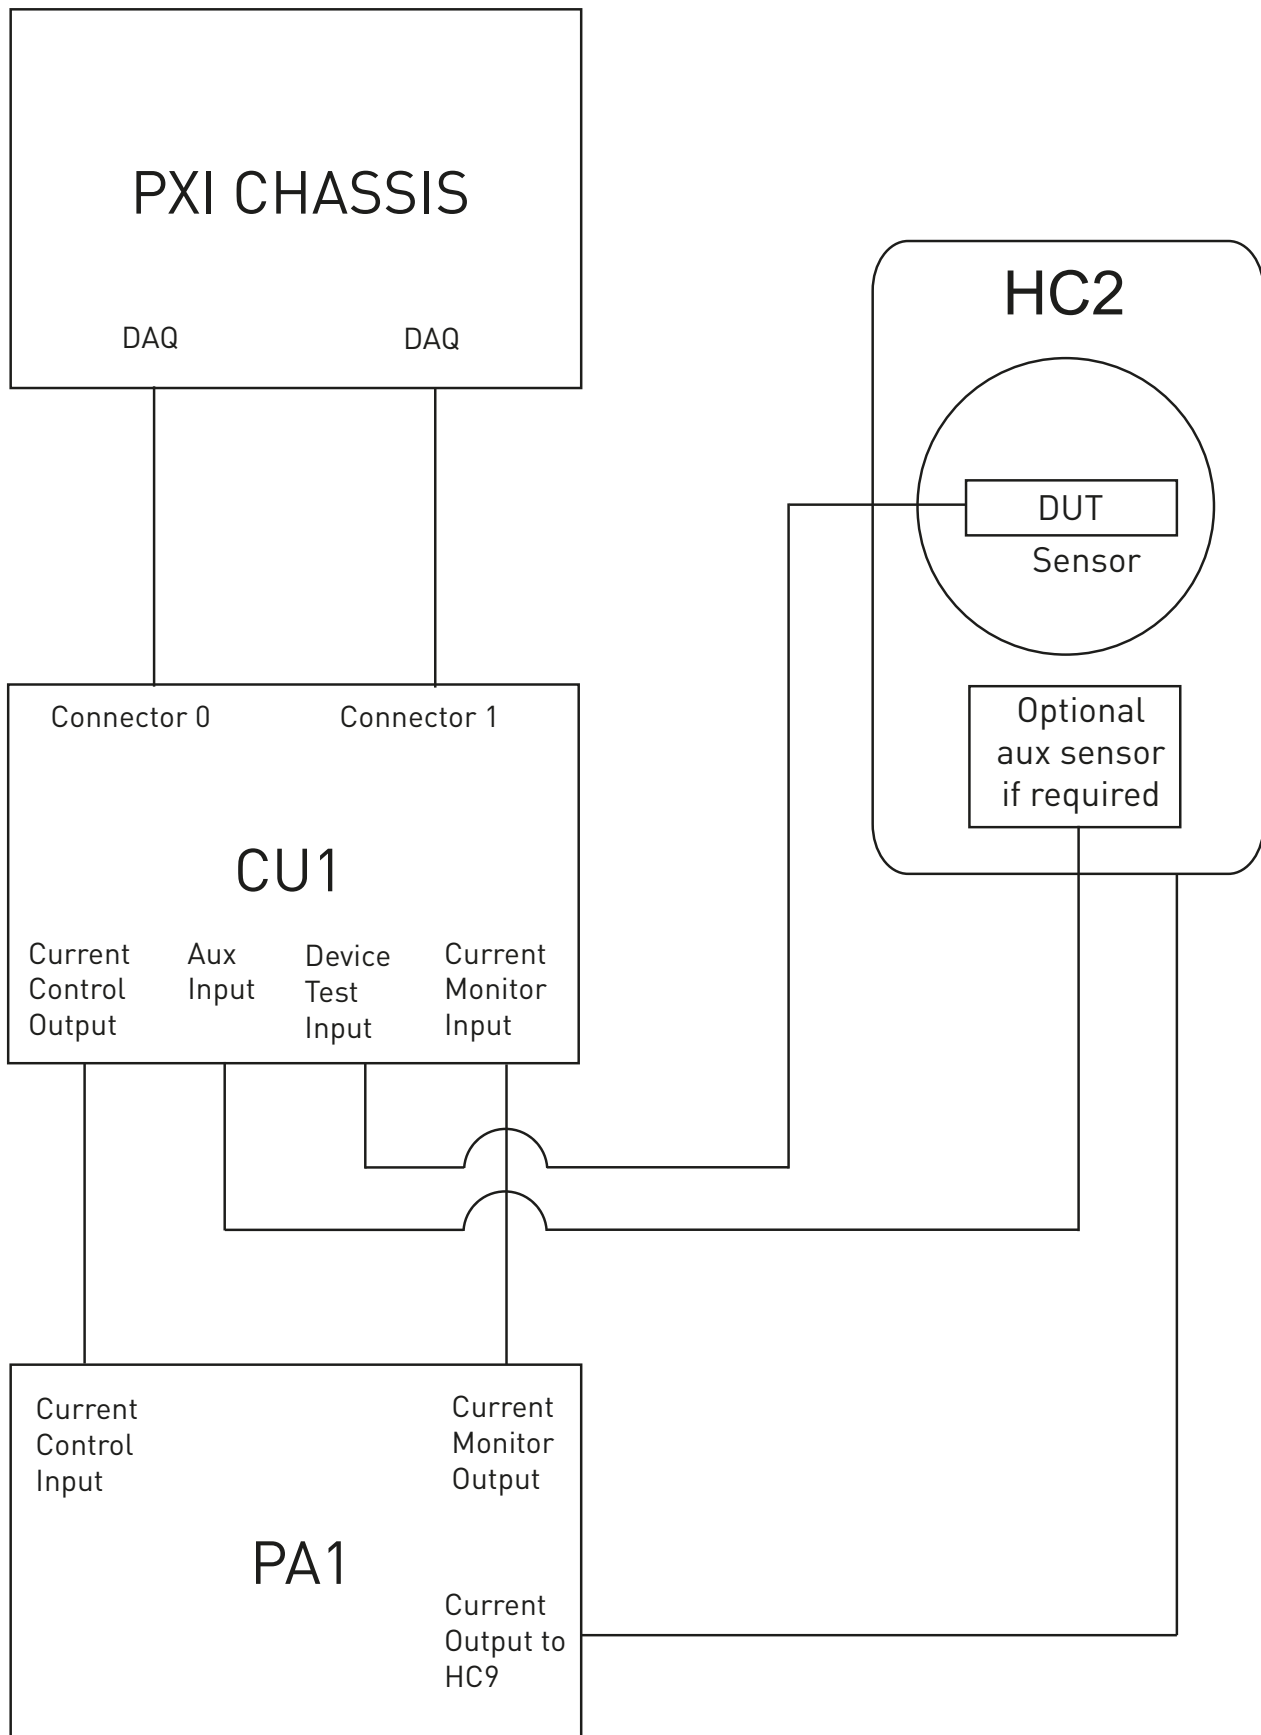 PXI CHASSIS
DAQ
DAQ
HC2
DUT
Sensor
Optional
aux sensor
if required
Connector 0
Connector 1
CU1
Current
Control
Output
Aux
Input
Device
Test
Input
Current
Monitor
Input
Current
Control
Input
Current
Monitor
Output
PA1
Current
Output to
HC9